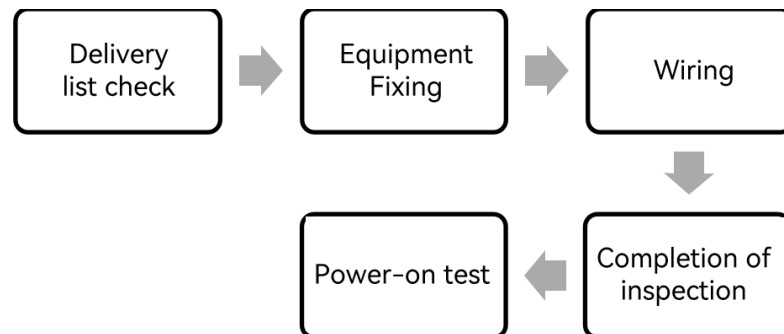 Delivery
list check
Equipment
Fixing
Wiring
Completion of
inspection
Power-on test